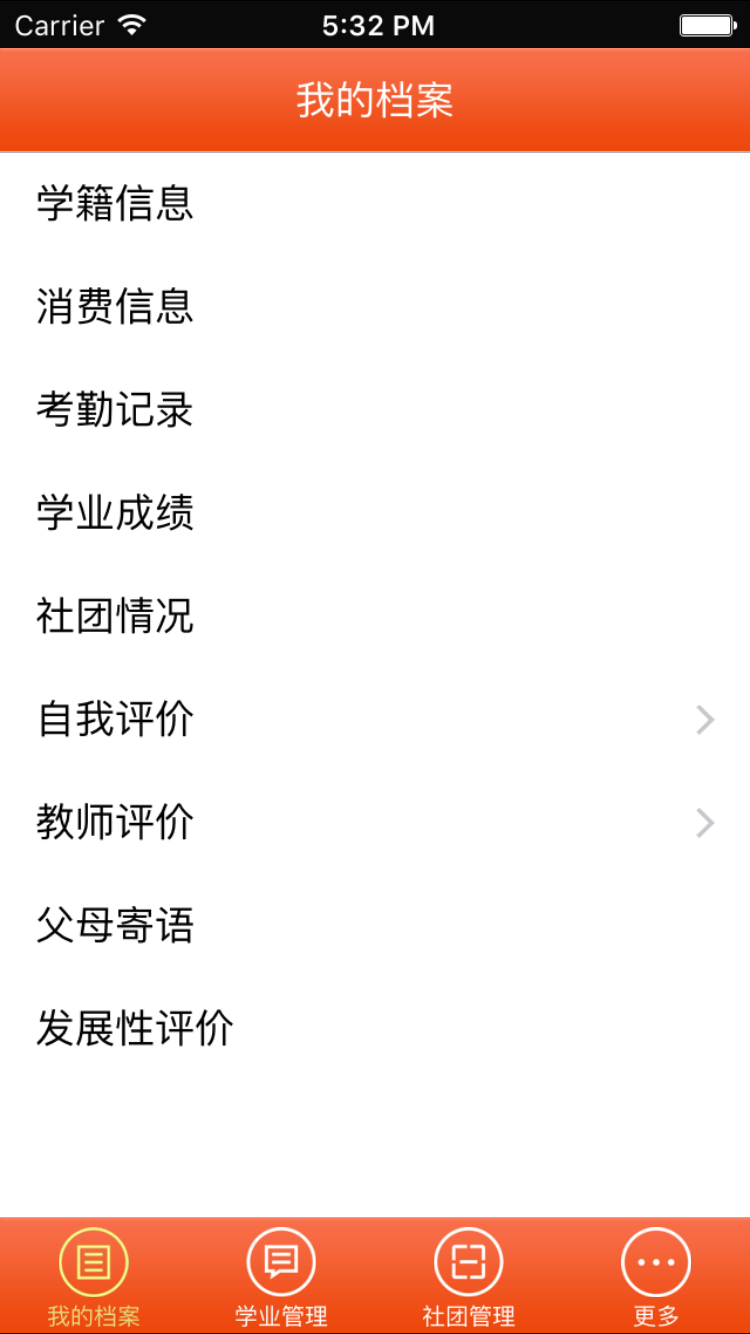 Carrier 5:32 PM
我的档案
学籍信息
消费信息
考勤记录
学业成绩
社团情况
自我评价
教师评价
父母寄语
发展性评价
我的档案 学业管理 社团管理 更多